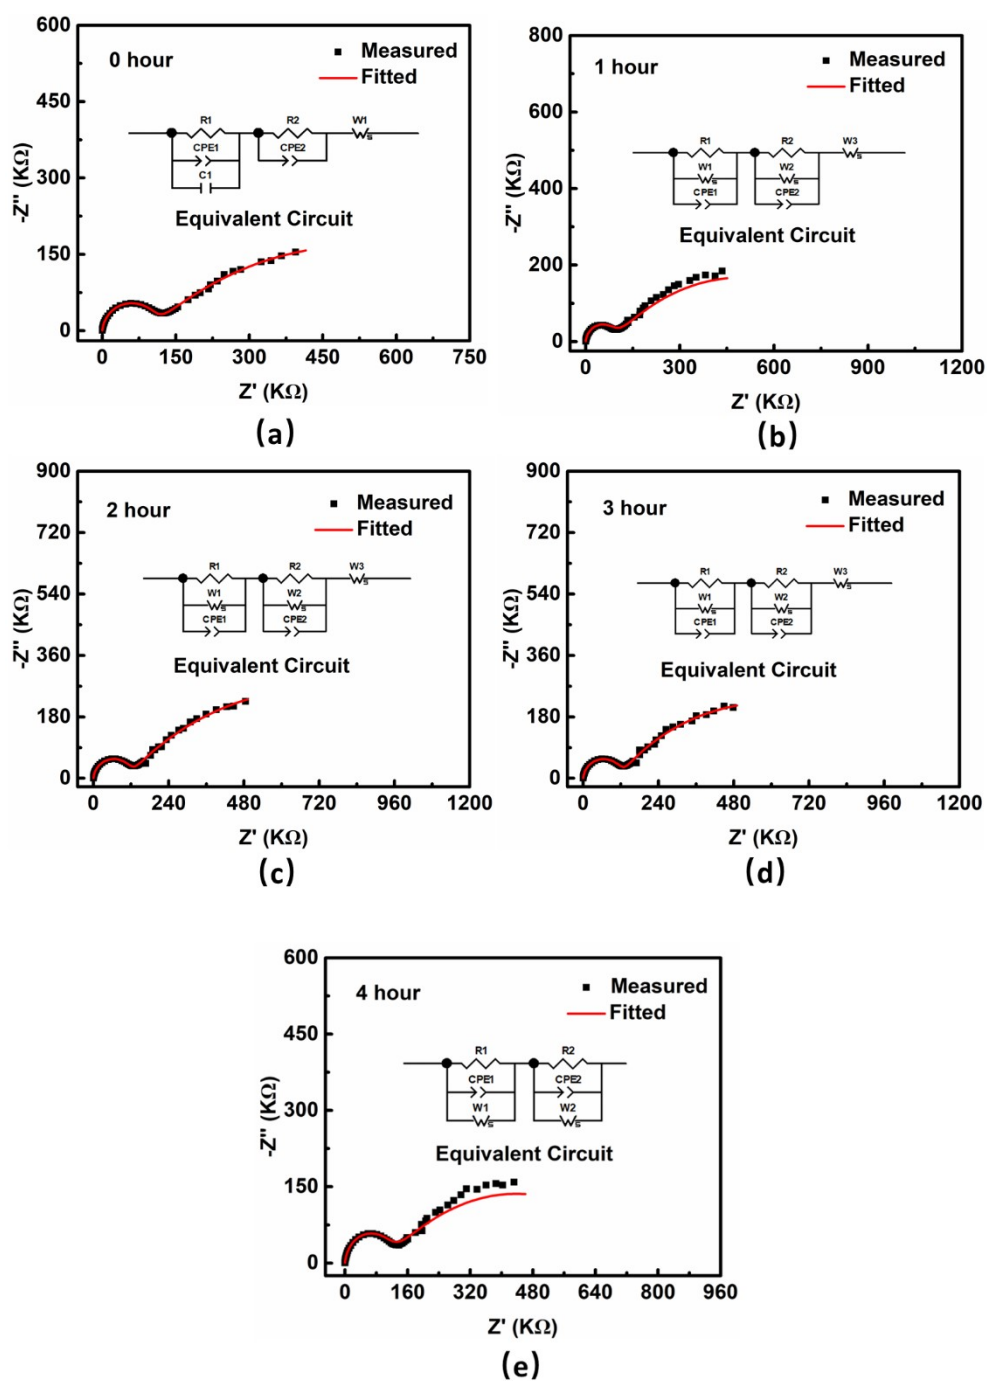 600
450
300
150
0
-Z'' (KΩ)
0 hour
Measured
Fitted
R1
R2
W1
s
CPE1
CPE2
C1
Equivalent Circuit
0 150 300 450 600 750
Z' (KΩ)
(a)
800
600
400
200
0
-Z'' (KΩ)
1 hour
Measured
Fitted
R1
R2
W3
s
W1
s
W2
s
CPE1
CPE2
Equivalent Circuit
0 300 600 900 1200
Z' (KΩ)
(b)
900
720
540
360
180
0
-Z'' (KΩ)
2 hour
Measured
Fitted
R1
R2
W3
s
W1
s
W2
s
CPE1
CPE2
Equivalent Circuit
0 240 480 720 960 1200
Z' (KΩ)
(c)
900
720
540
360
180
0
-Z'' (KΩ)
3 hour
Measured
Fitted
R1
R2
W3
s
W1
s
W2
s
CPE1
CPE2
Equivalent Circuit
0 240 480 720 960 1200
Z' (KΩ)
(d)
600
450
300
150
0
-Z'' (KΩ)
4 hour
Measured
Fitted
R1
R2
CPE1
CPE2
W1
s
W2
s
Equivalent Circuit
0 160 320 480 640 800 960
Z' (KΩ)
(e)